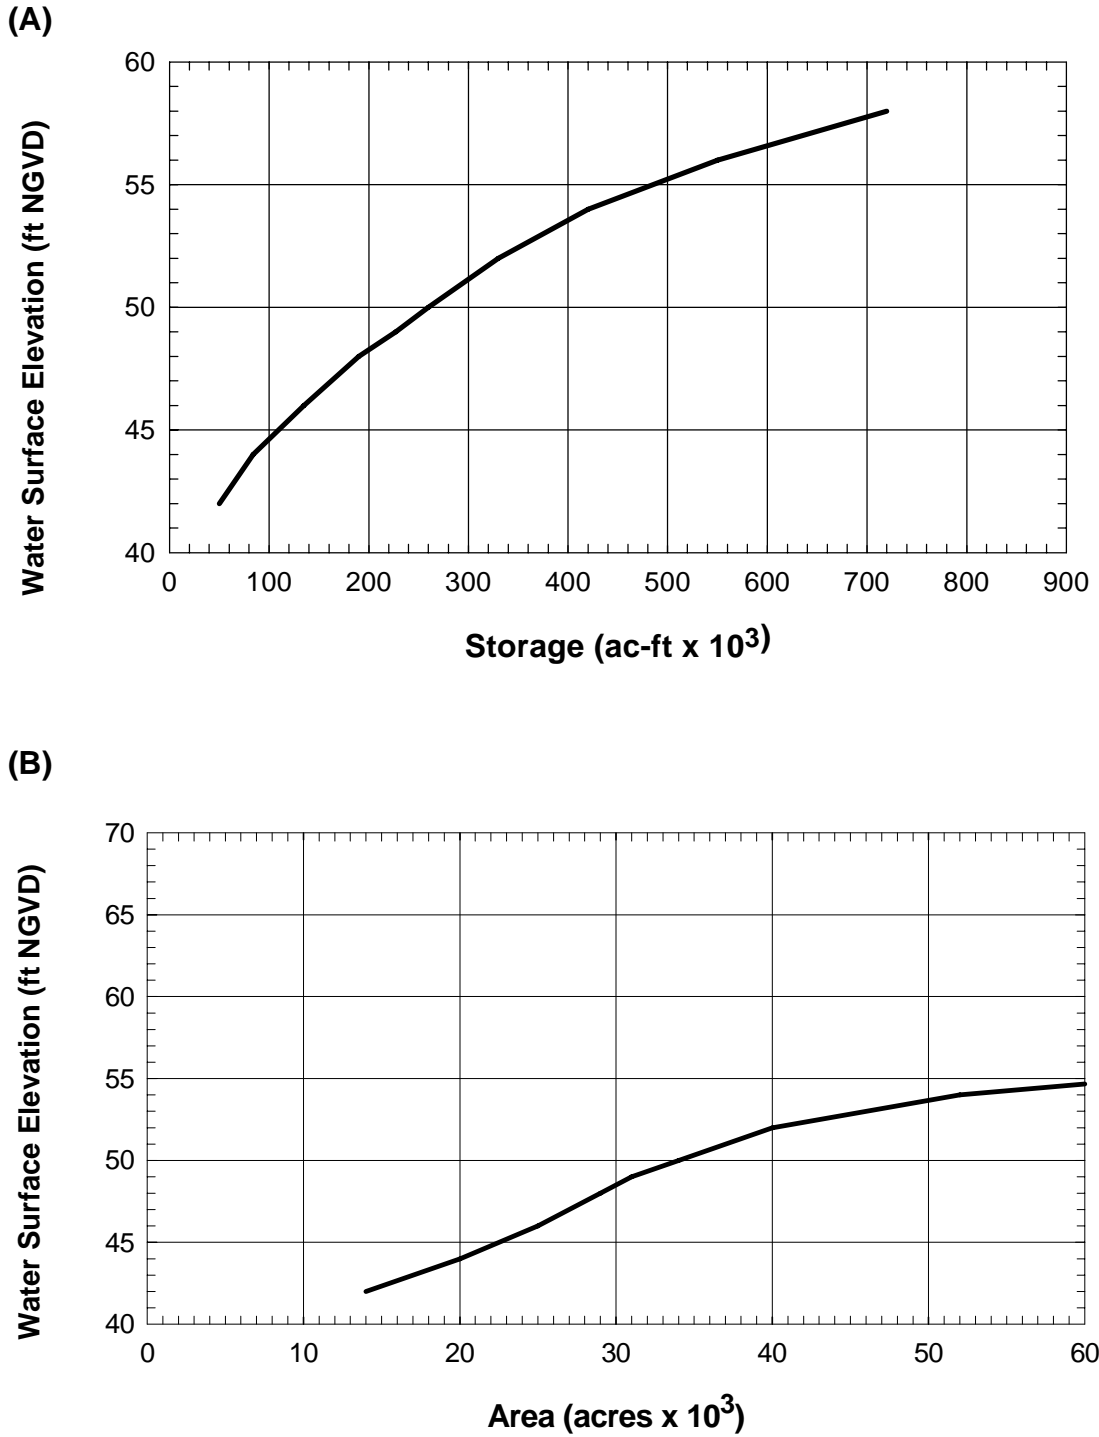 (A)
Water Surface Elevation (ft NGVD)
60
55
50
45
40
0 100 200 300 400 500 600 700 800 900
Storage (ac-ft x 10³)
(B)
Water Surface Elevation (ft NGVD)
70
65
60
55
50
45
40
0 10 20 30 40 50 60
Area (acres x 10³)